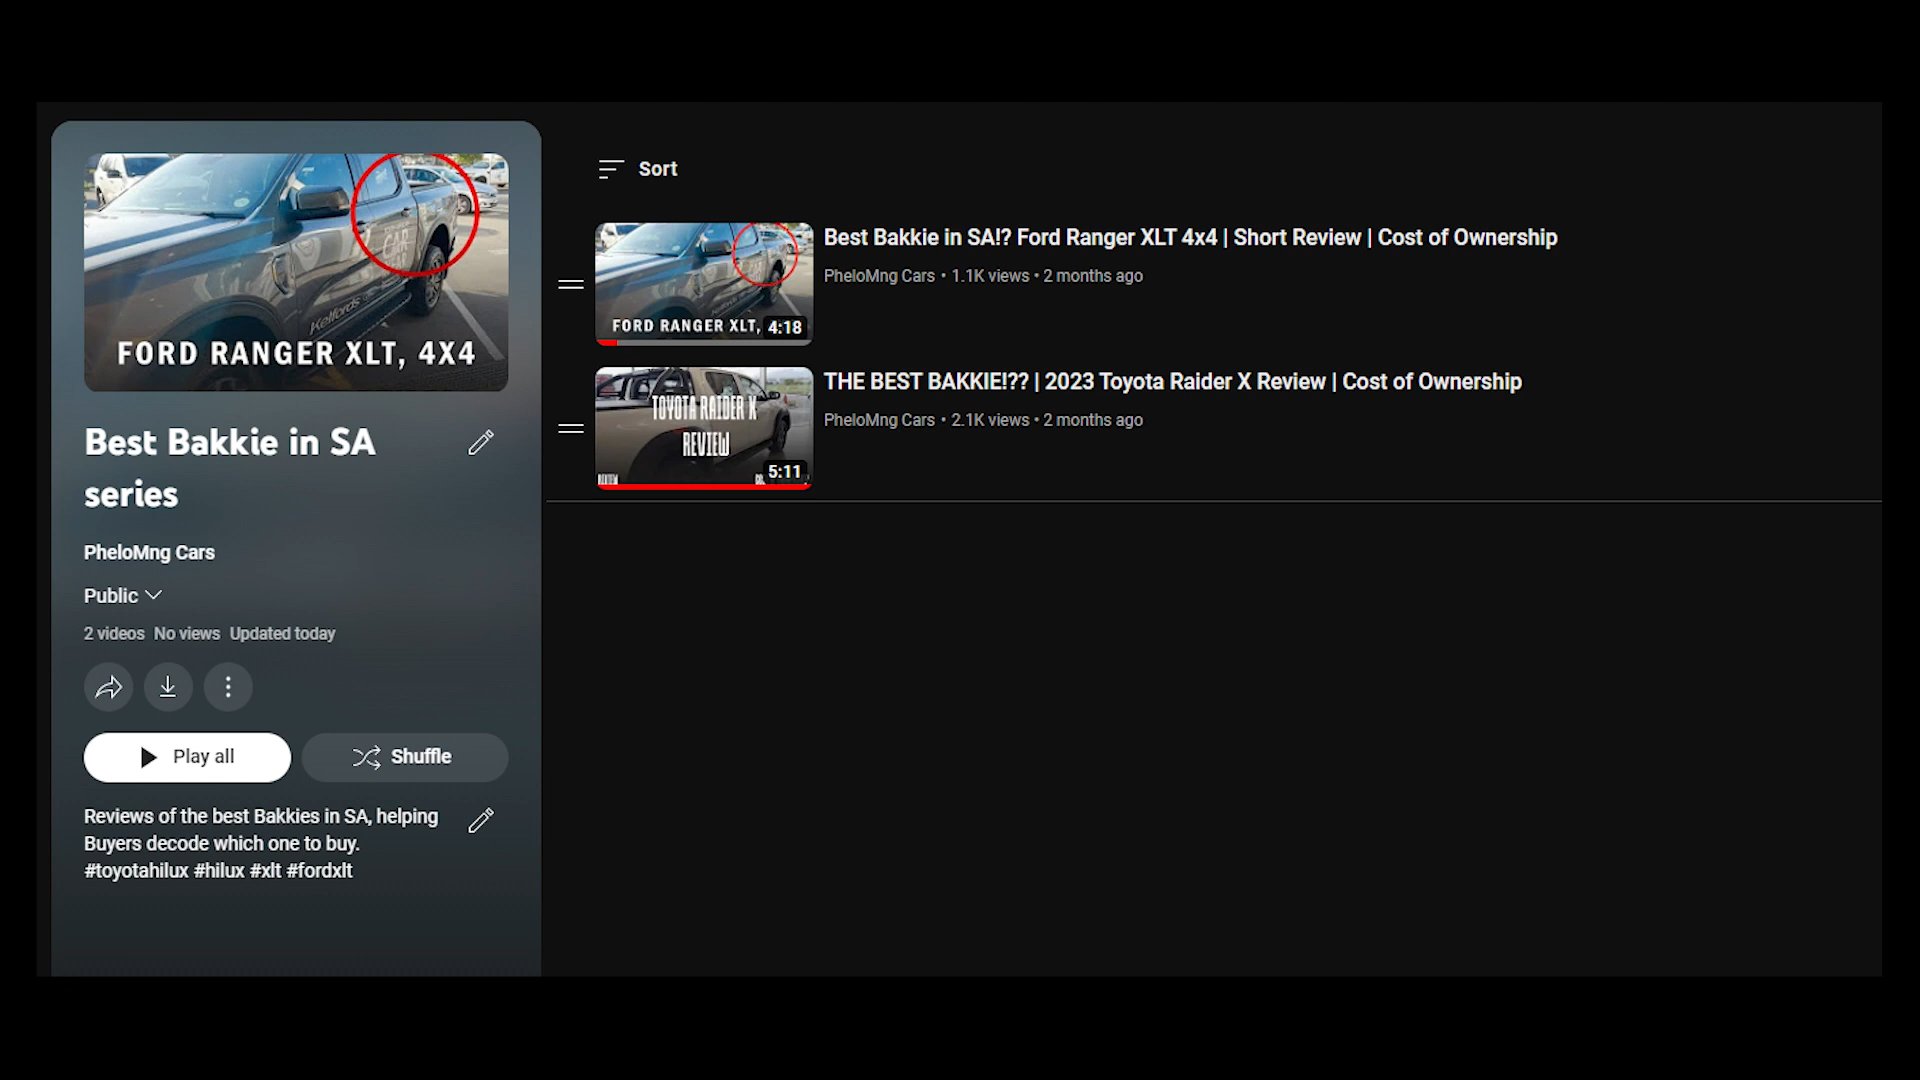 CAR
Kelfords
FORD RANGER XLT, 4X4
Best Bakkie in SA
series
PheloMng Cars
Public
2 videos No views Updated today
Play all
Shuffle
Reviews of the best Bakkies in SA, helping
Buyers decode which one to buy.
#toyotahilux #hilux #xlt #fordxlt
Sort
Kelfords
FORD RANGER XLT,
4:18
Best Bakkie in SA!? Ford Ranger XLT 4x4 | Short Review | Cost of Ownership
PheloMng Cars • 1.1K views • 2 months ago
TOYOTA RAIDER X
REVIEW
REVIEW
5:11
THE BEST BAKKIE!?? | 2023 Toyota Raider X Review | Cost of Ownership
PheloMng Cars • 2.1K views • 2 months ago